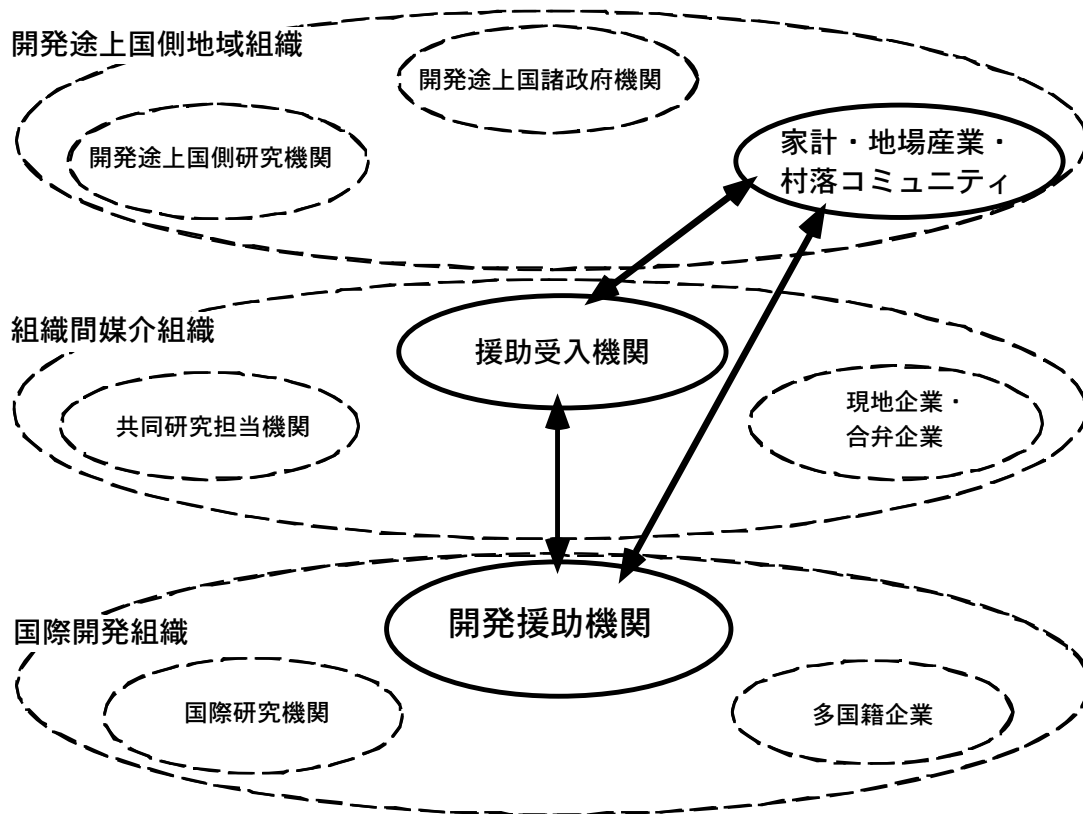 開発途上国側地域組織
開発途上国諸政府機関
開発途上国側研究機関
家計・地場産業・
村落コミュニティ
組織間媒介組織
援助受入機関
共同研究担当機関
現地企業・
合弁企業
開発援助機関
国際開発組織
国際研究機関
多国籍企業